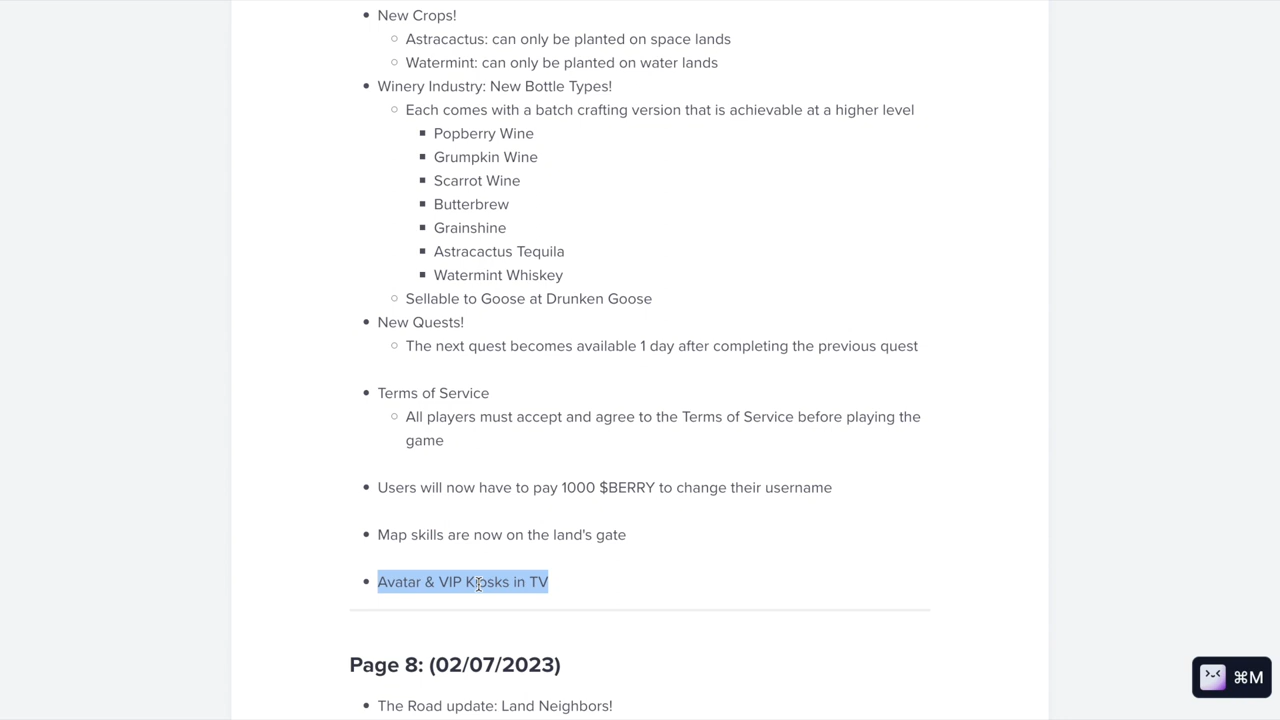 New Crops!
Astracactus: can only be planted on space lands
Watermint: can only be planted on water lands
Winery Industry: New Bottle Types!
Each comes with a batch crafting version that is achievable at a higher level
Popberry Wine
Grumpkin Wine
Scarrot Wine
Butterbrew
Grainshine
Astracactus Tequila
Watermint Whiskey
Sellable to Goose at Drunken Goose
New Quests!
The next quest becomes available 1 day after completing the previous quest
Terms of Service
All players must accept and agree to the Terms of Service before playing the
game
Users will now have to pay 1000 $BERRY to change their username
Map skills are now on the land's gate
Avatar & VIP Kiosks in TV
Page 8: (02/07/2023)
The Road update: Land Neighbors!
⌘M